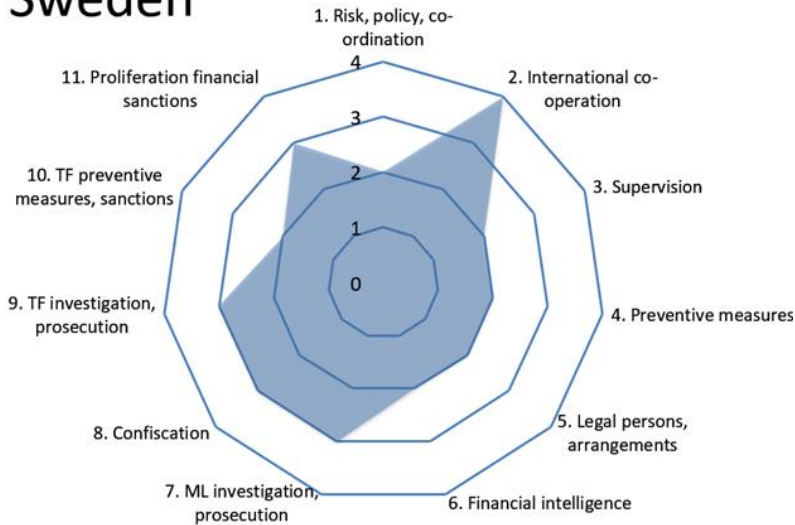 Sweden
1. Risk, policy, co-
ordination
4
11. Proliferation financial
sanctions
2. International co-
operation
3
10. TF preventive
measures, sanctions
2
3. Supervision
1
0
9. TF investigation,
prosecution
4. Preventive measures
8. Confiscation
5. Legal persons,
arrangements
7. ML investigation,
prosecution
6. Financial intelligence